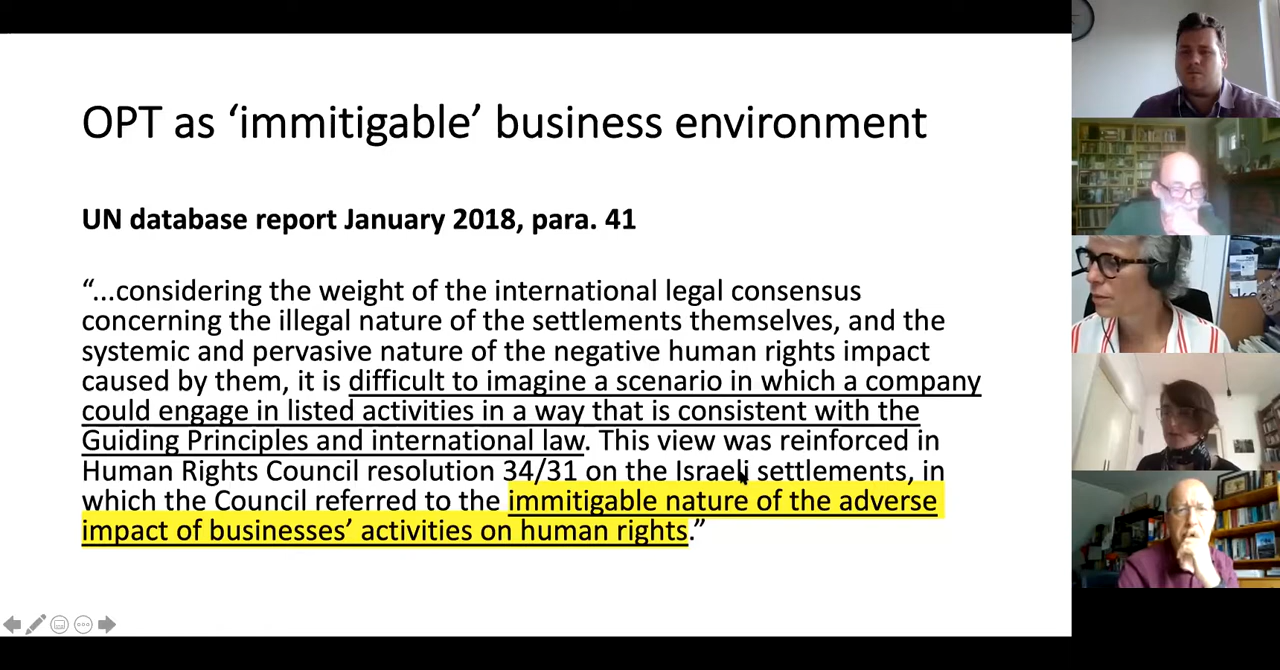 OPT as ‘immitigable’ business environment
UN database report January 2018, para. 41
“...considering the weight of the international legal consensus
concerning the illegal nature of the settlements themselves, and the
systemic and pervasive nature of the negative human rights impact
caused by them, it is difficult to imagine a scenario in which a company
could engage in listed activities in a way that is consistent with the
Guiding Principles and international law. This view was reinforced in
Human Rights Council resolution 34/31 on the Israeli settlements, in
which the Council referred to the immitigable nature of the adverse
impact of businesses’ activities on human rights.”